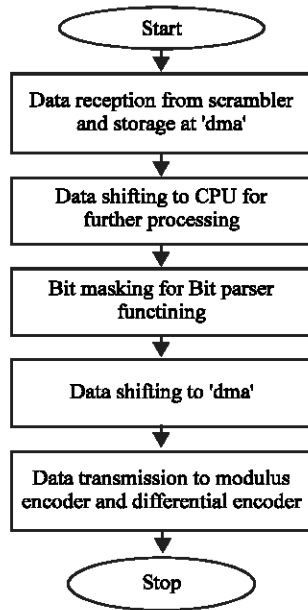 Start
Data reception from scrambler
and storage at 'dma'
Data shifting to CPU for
further processing
Bit masking for Bit parser
functining
Data shifting to 'dma'
Data transmission to modulus
encoder and differential encoder
Stop